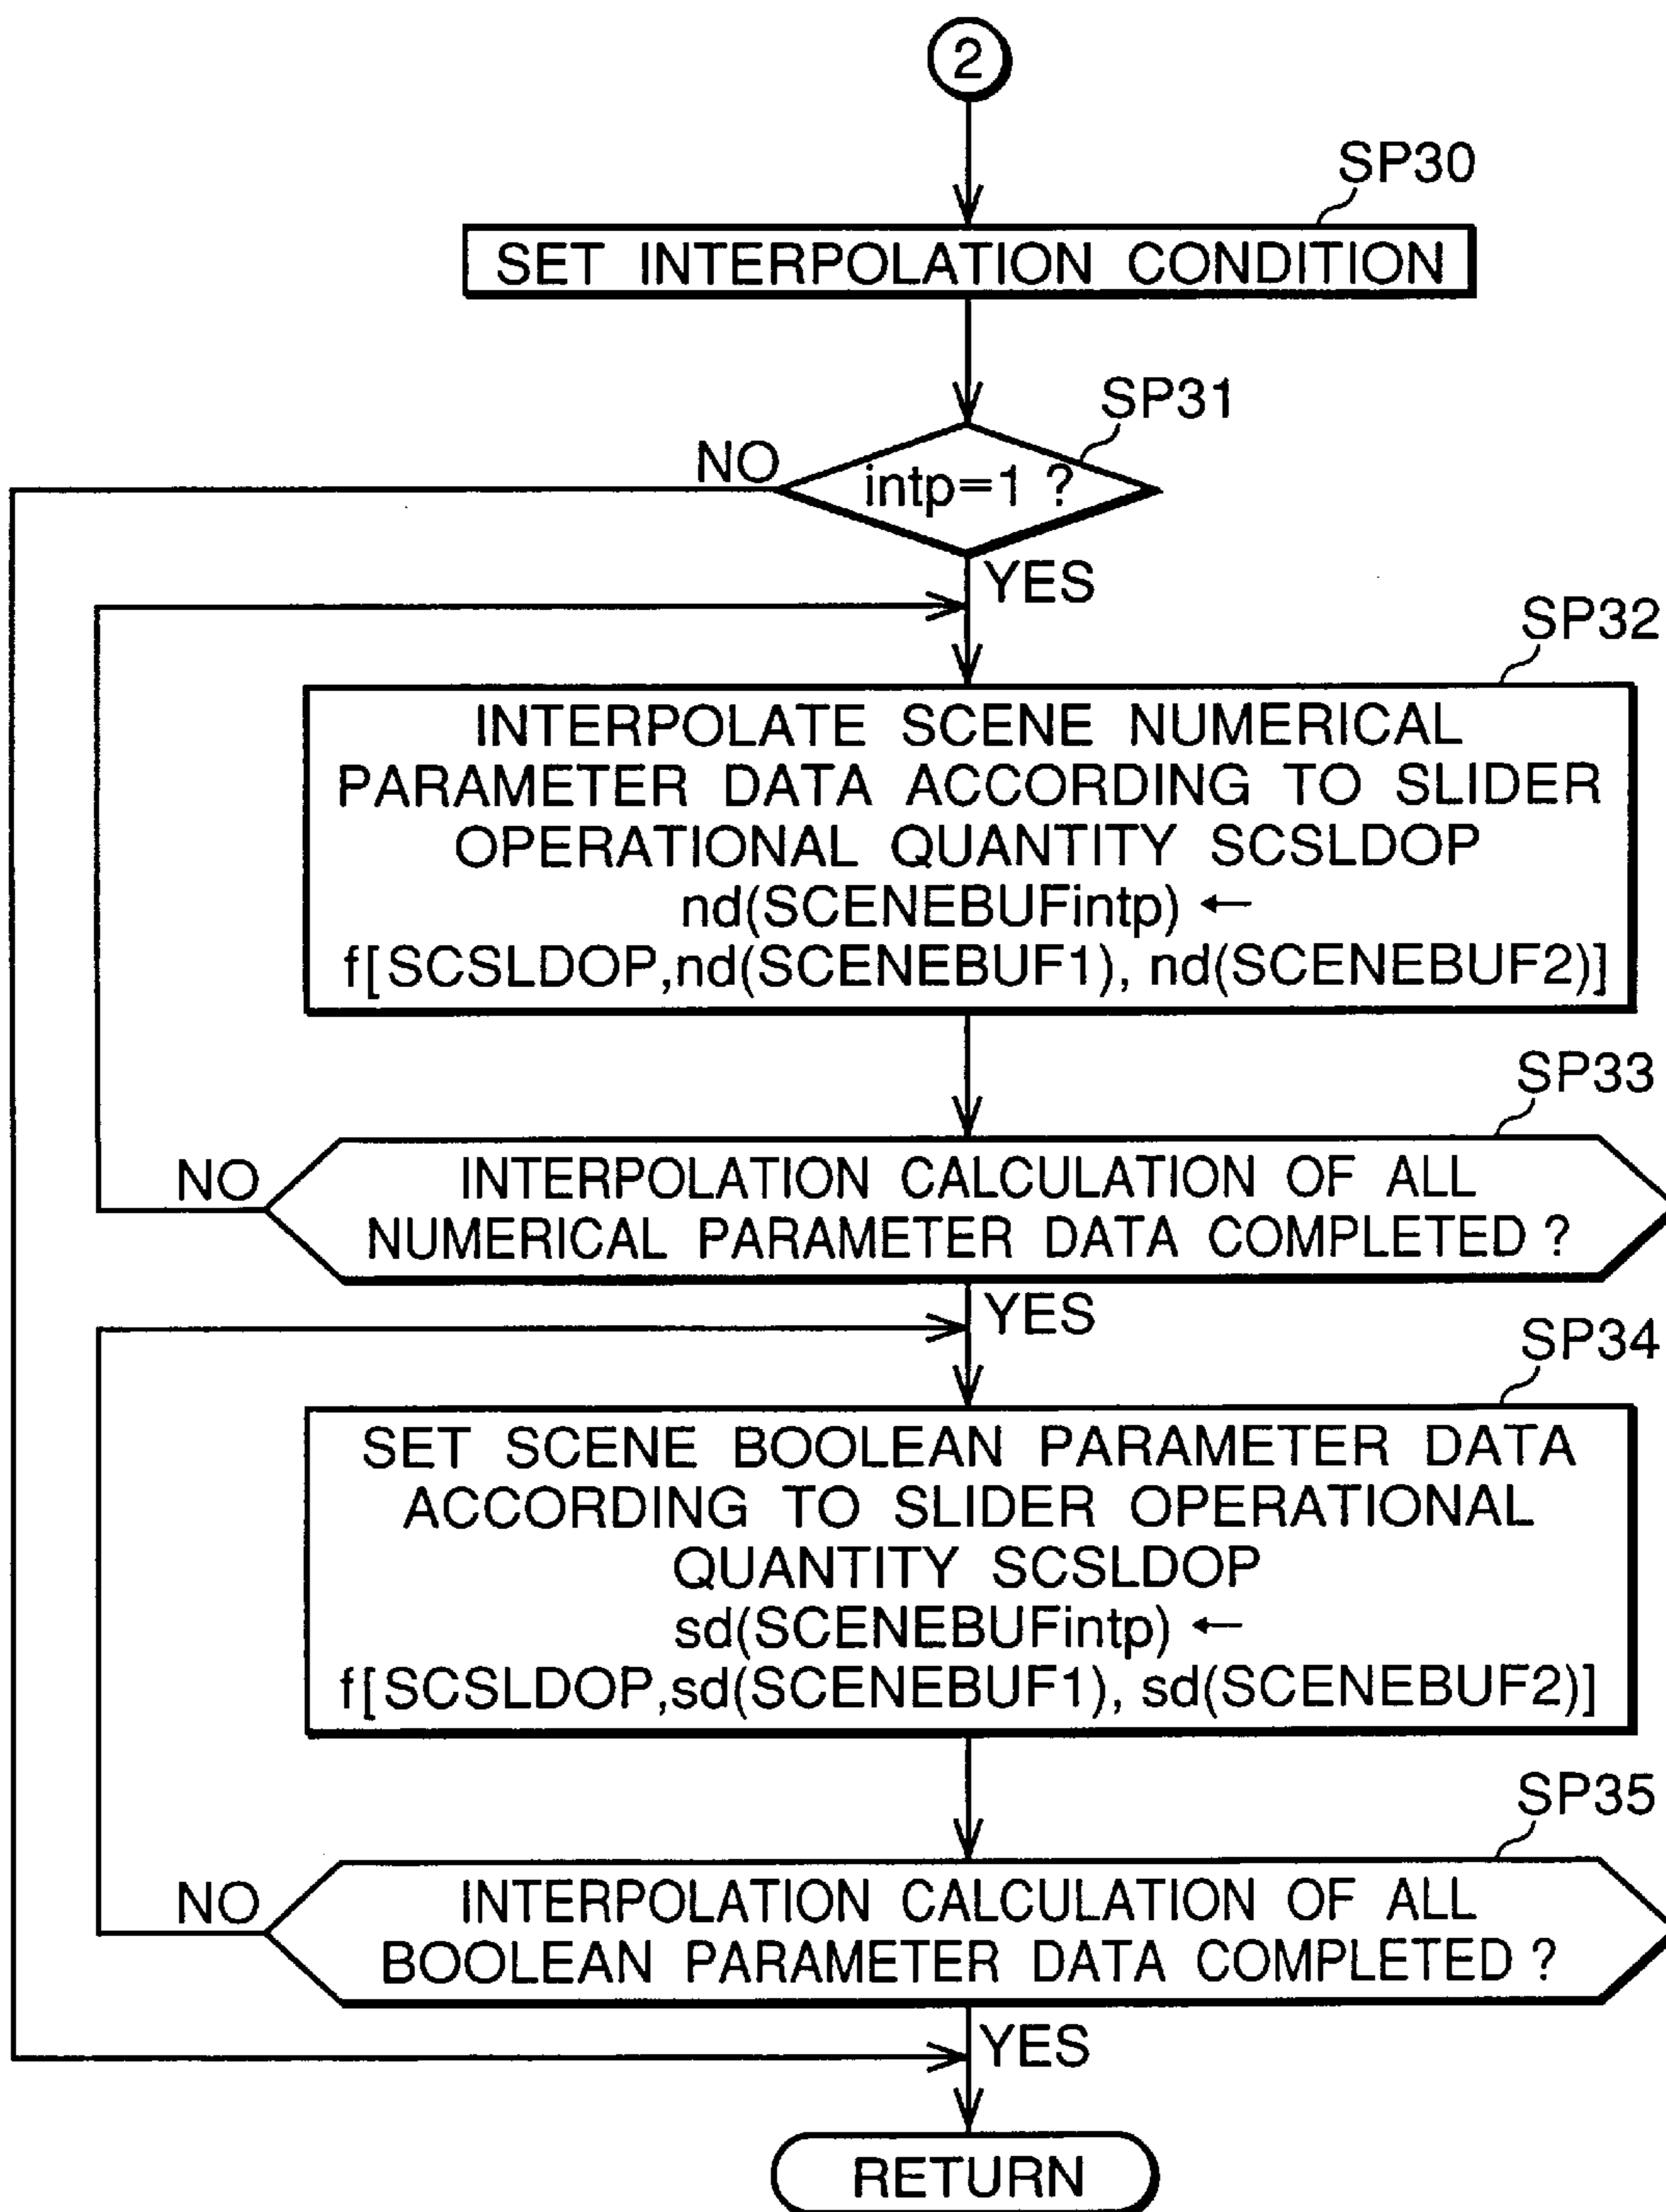 2
SP30
SET INTERPOLATION CONDITION
SP31
NO
intp=1 ?
YES
SP32
INTERPOLATE SCENE NUMERICAL
PARAMETER DATA ACCORDING TO SLIDER
OPERATIONAL QUANTITY SCSLDOP
nd(SCENEBUFintp) ←
f[SCSLDOP,nd(SCENEBUF1), nd(SCENEBUF2)]
SP33
NO
INTERPOLATION CALCULATION OF ALL
NUMERICAL PARAMETER DATA COMPLETED ?
YES
SP34
SET SCENE BOOLEAN PARAMETER DATA
ACCORDING TO SLIDER OPERATIONAL
QUANTITY SCSLDOP
sd(SCENEBUFintp) ←
f[SCSLDOP,sd(SCENEBUF1), sd(SCENEBUF2)]
SP35
NO
INTERPOLATION CALCULATION OF ALL
BOOLEAN PARAMETER DATA COMPLETED ?
YES
RETURN